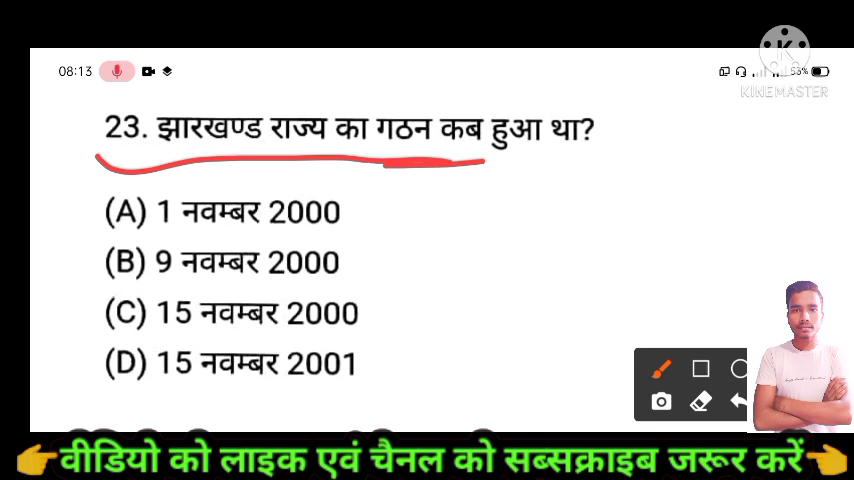 08:13
53%
KINEMASTER
23. झारखण्ड राज्य का गठन कब हुआ था?
(A) 1 नवम्बर 2000
(B) 9 नवम्बर 2000
(C) 15 नवम्बर 2000
(D) 15 नवम्बर 2001
वीडियो को लाइक एवं चैनल को सब्सक्राइब जरूर करें